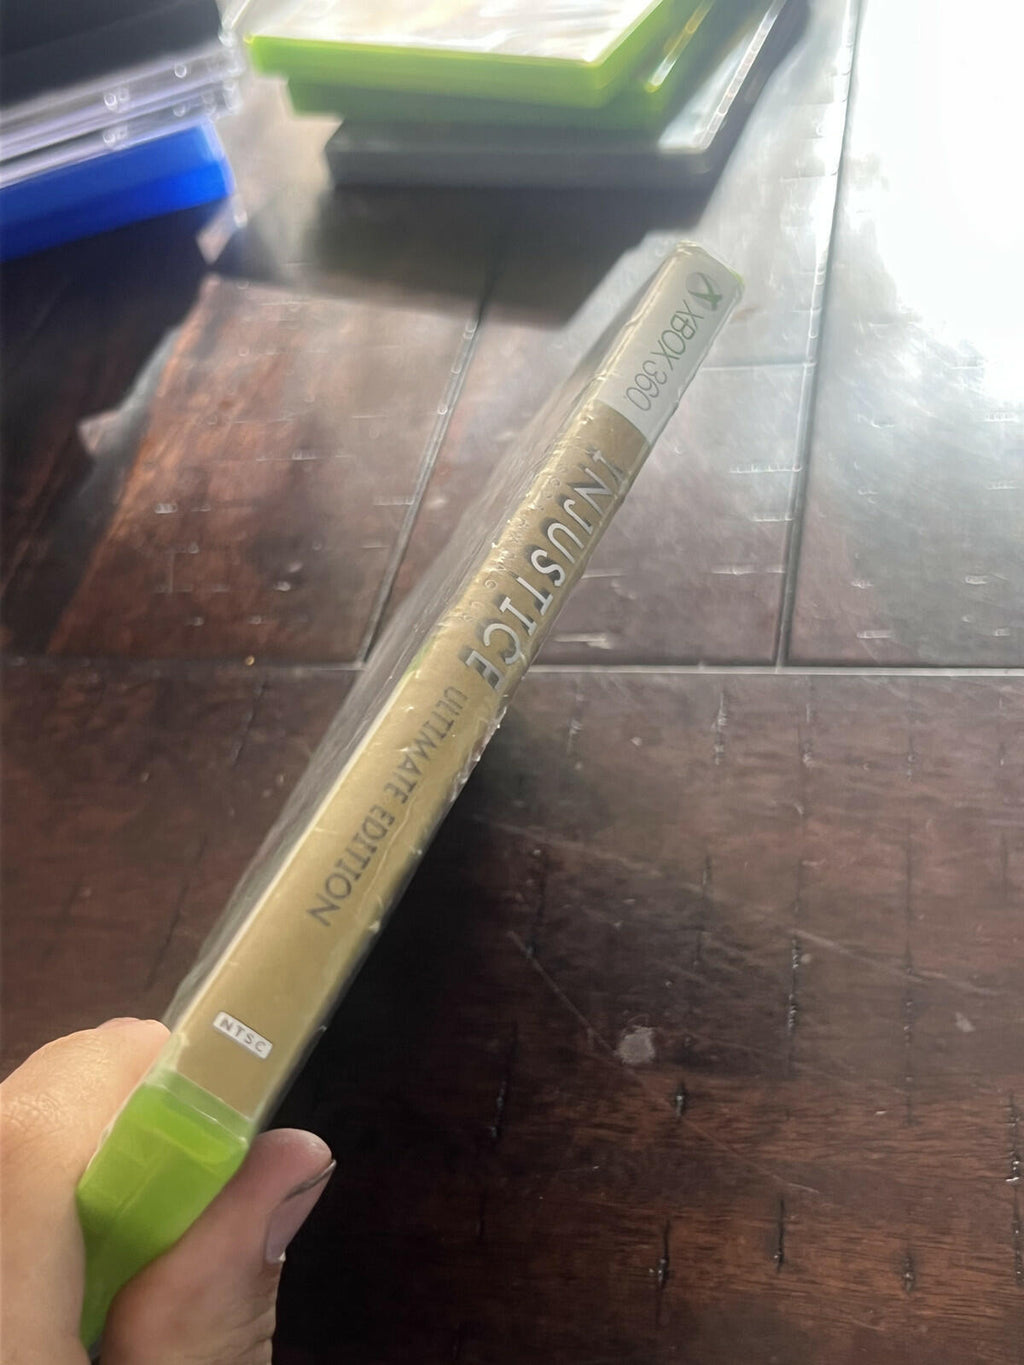 XBOX 360
INJUSTICE
ULTIMATE EDITION
NTSC